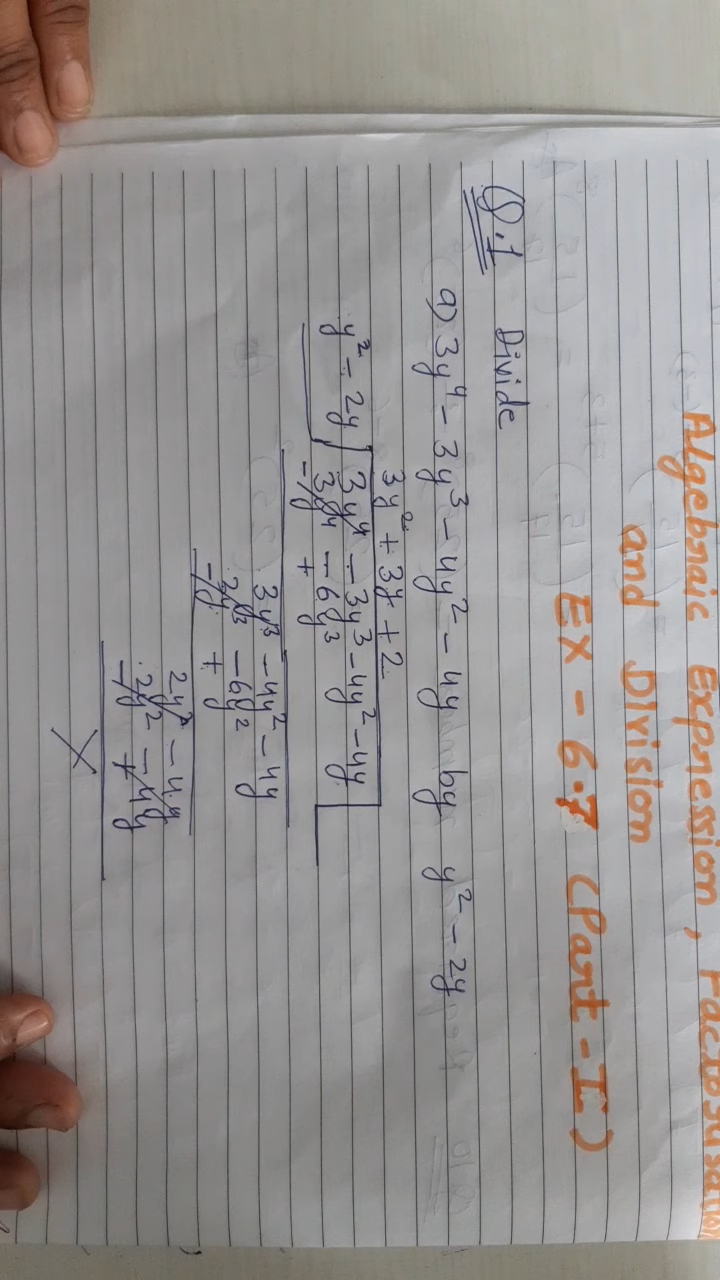 Algebraic Expression, Factorisation
and Division
EX - 6.7 (Part - I)
Q.1 Divide
a) 3y⁴ - 3y³ - 4y² - 4y by y² - 2y
3y² + 3y + 2
y² - 2y 3y⁴ - 3y³ - 4y² - 4y
3y⁴ - 6y³
- +
3y³ - 4y² - 4y
3y³ - 6y²
- +
2y² - 4y
2y² - 4y
- +
X